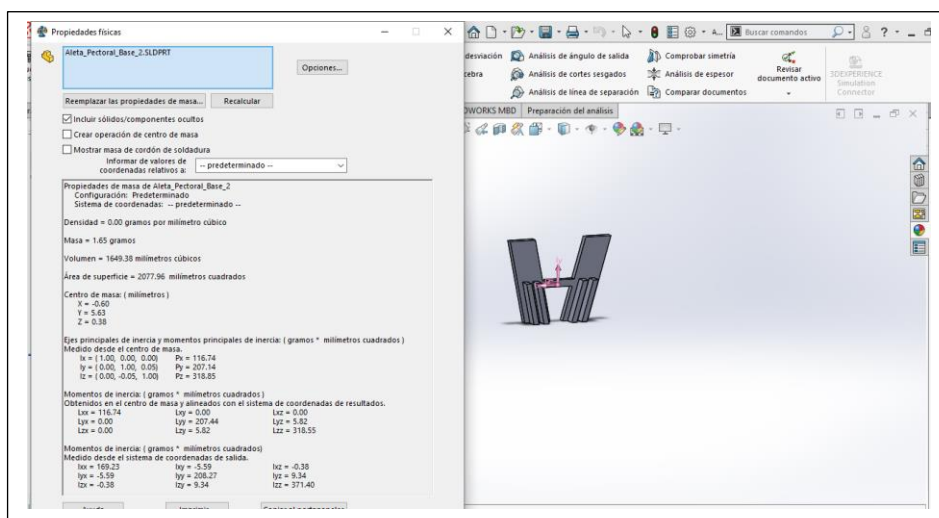 Propiedades físicas
Aleta_Pectoral_Base_2.SLDPRT
Opciones...
Reemplazar las propiedades de masa...
Recalcular
Incluir sólidos/componentes ocultos
Crear operación de centro de masa
Mostrar masa de cordón de soldadura
Informar de valores de
coordenadas relativos a:
-- predeterminado --
Propiedades de masa de Aleta_Pectoral_Base_2
Configuración: Predeterminado
Sistema de coordenadas: -- predeterminado --
Densidad = 0.00 gramos por milímetro cúbico
Masa = 1.65 gramos
Volumen = 1649.38 milímetros cúbicos
Área de superficie = 2077.96 milímetros cuadrados
Centro de masa: ( milímetros )
X = -0.60
Y = 5.63
Z = 0.38
Ejes principales de inercia y momentos principales de inercia: ( gramos * milímetros cuadrados )
Medido desde el centro de masa.
Ix = ( 1.00, 0.00, 0.00) Px = 116.74
Iy = ( 0.00, 1.00, 0.05) Py = 207.14
Iz = ( 0.00, -0.05, 1.00) Pz = 318.85
Momentos de inercia: ( gramos * milímetros cuadrados )
Obtenidos en el centro de masa y alineados con el sistema de coordenadas de resultados.
Lxx = 116.74 Lxy = 0.00 Lxz = 0.00
Lyx = 0.00 Lyy = 207.44 Lyz = 5.82
Lzx = 0.00 Lzy = 5.82 Lzz = 318.55
Momentos de inercia: ( gramos * milímetros cuadrados)
Medido desde el sistema de coordenadas de salida.
Ixx = 169.23 Ixy = -5.59 Ixz = -0.38
Iyx = -5.59 Iyy = 208.27 Iyz = 9.34
Izx = -0.38 Izy = 9.34 Izz = 371.40
A...
Buscar comandos
desviación
Análisis de ángulo de salida
Comprobar simetría
Análisis de cortes sesgados
Análisis de espesor
Análisis de línea de separación
Comparar documentos
Revisar
documento activo
3DEXPERIENCE
Simulation
Connector
Preparación del análisis